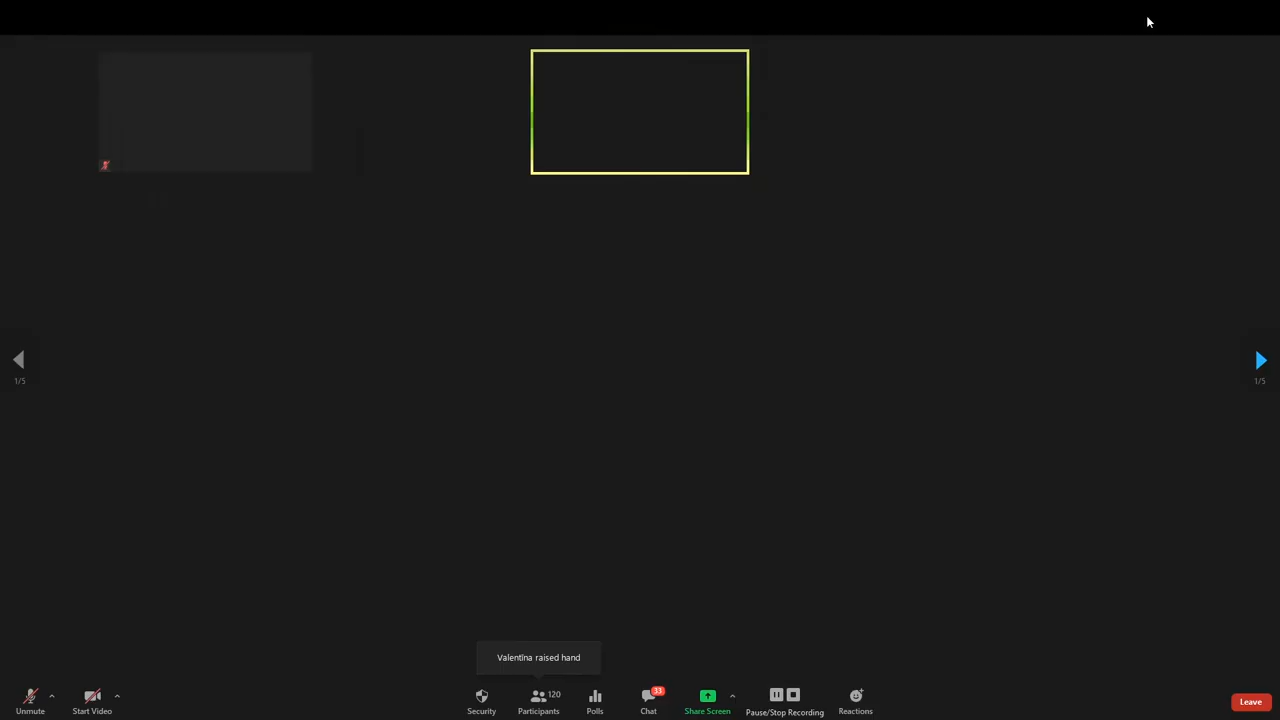 1/5
1/5
Valentīna raised hand
120
33
Unmute
Start Video
Security
Participants
Polls
Chat
Share Screen
Pause/Stop Recording
Reactions
Leave